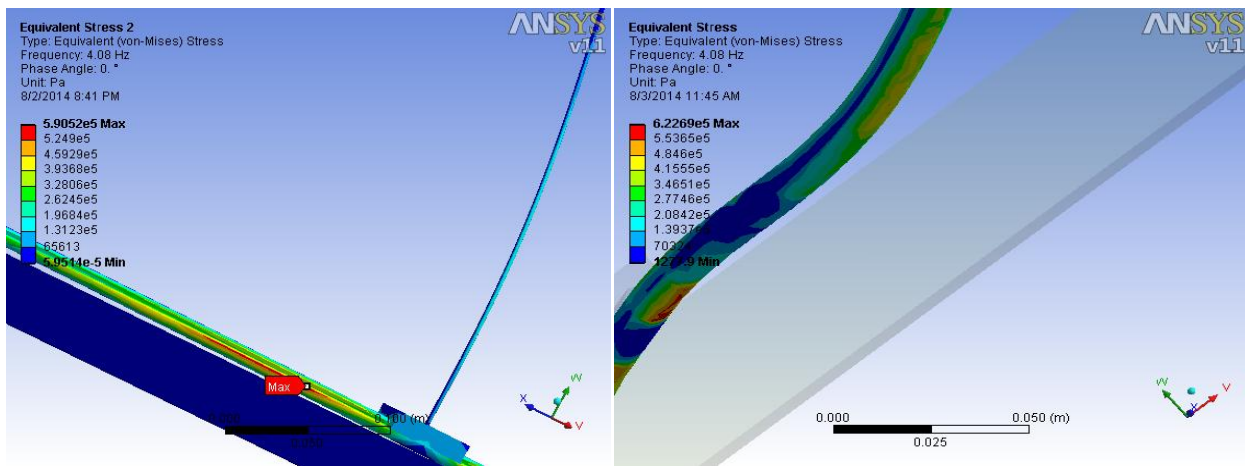 Equivalent Stress 2
Type: Equivalent (von-Mises) Stress
Frequency: 4.08 Hz
Phase Angle: 0. °
Unit: Pa
8/2/2014 8:41 PM
ANSYS
v11
5.9052e5 Max
5.249e5
4.5929e5
3.9368e5
3.2806e5
2.6245e5
1.9684e5
1.3123e5
65613
5.9514e-5 Min
Max
0.000
0.100 (m)
0.050
X
W
V
Equivalent Stress
Type: Equivalent (von-Mises) Stress
Frequency: 4.08 Hz
Phase Angle: 0. °
Unit: Pa
8/3/2014 11:45 AM
ANSYS
v11
6.2269e5 Max
5.5365e5
4.846e5
4.1555e5
3.4651e5
2.7746e5
2.0842e5
1.3937e5
Min
0.000
0.050 (m)
0.025
W
X
V